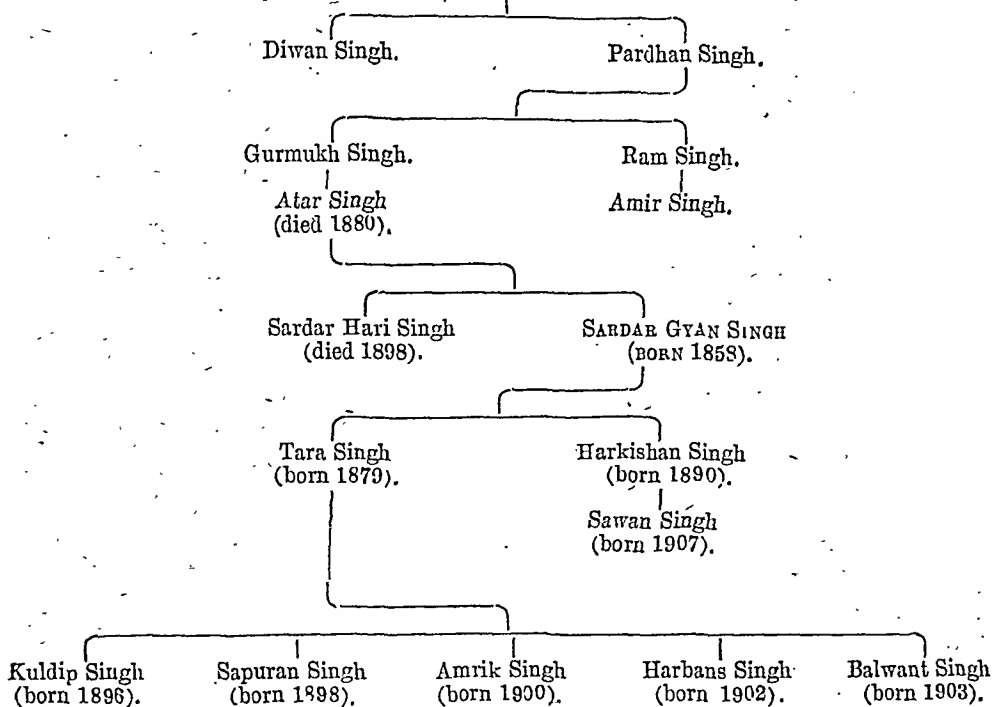 Diwan Singh. Pardhan Singh.
Gurmukh Singh. Ram Singh.
Atar Singh Amir Singh.
(died 1880).
Sardar Hari Singh SARDAR GYAN SINGH
(died 1898). (BORN 1858).
Tara Singh Harkishan Singh
(born 1879). (born 1890).
Sawan Singh
(born 1907).
Kuldip Singh Sapuran Singh Amrik Singh Harbans Singh Balwant Singh
(born 1896). (born 1898). (born 1900). (born 1902). (born 1903).